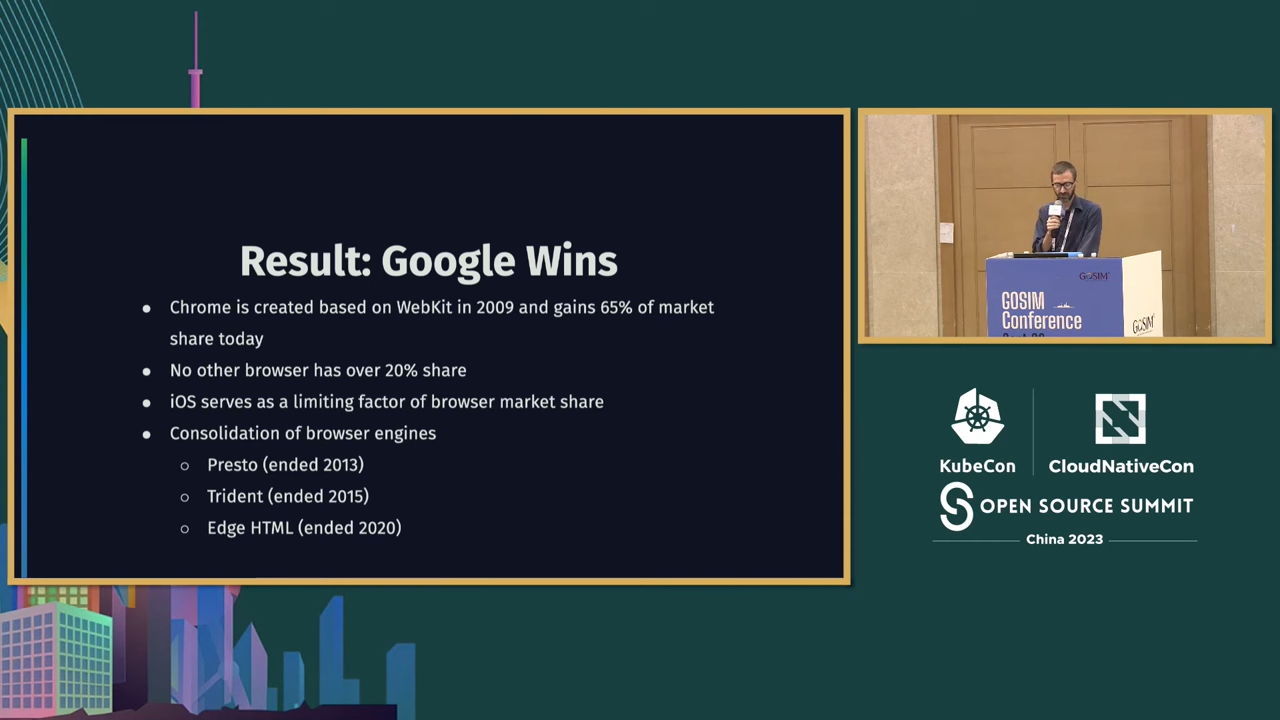 Result: Google Wins
Chrome is created based on WebKit in 2009 and gains 65% of market
share today
No other browser has over 20% share
iOS serves as a limiting factor of browser market share
Consolidation of browser engines
Presto (ended 2013)
Trident (ended 2015)
Edge HTML (ended 2020)
GOSIM
GOSIM
Conference
GOSIM
KubeCon
CloudNativeCon
OPEN SOURCE SUMMIT
China 2023